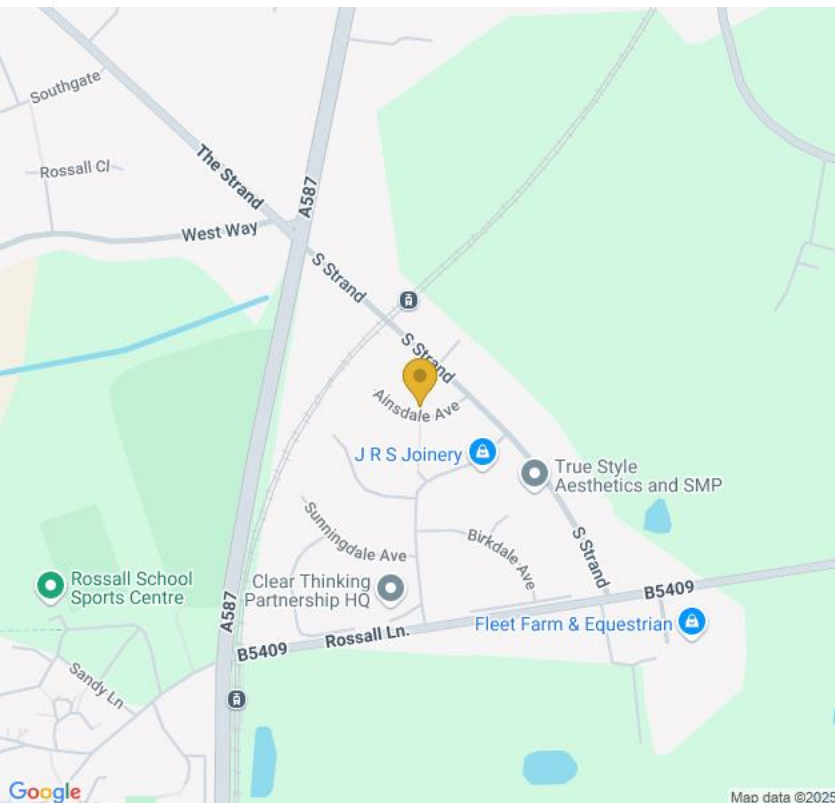 Southgate
The Strand
Rossall Cl
A587
West Way
S Strand
S Strand
Ainsdale Ave
J R S Joinery
True Style
Aesthetics and SMP
Sunningdale Ave
Birkdale Ave
S Strand
Rossall School
Sports Centre
Clear Thinking
Partnership HQ
A587
B5409
Rossall Ln.
B5409
Fleet Farm & Equestrian
Sandy Ln
Google
Map data ©2025